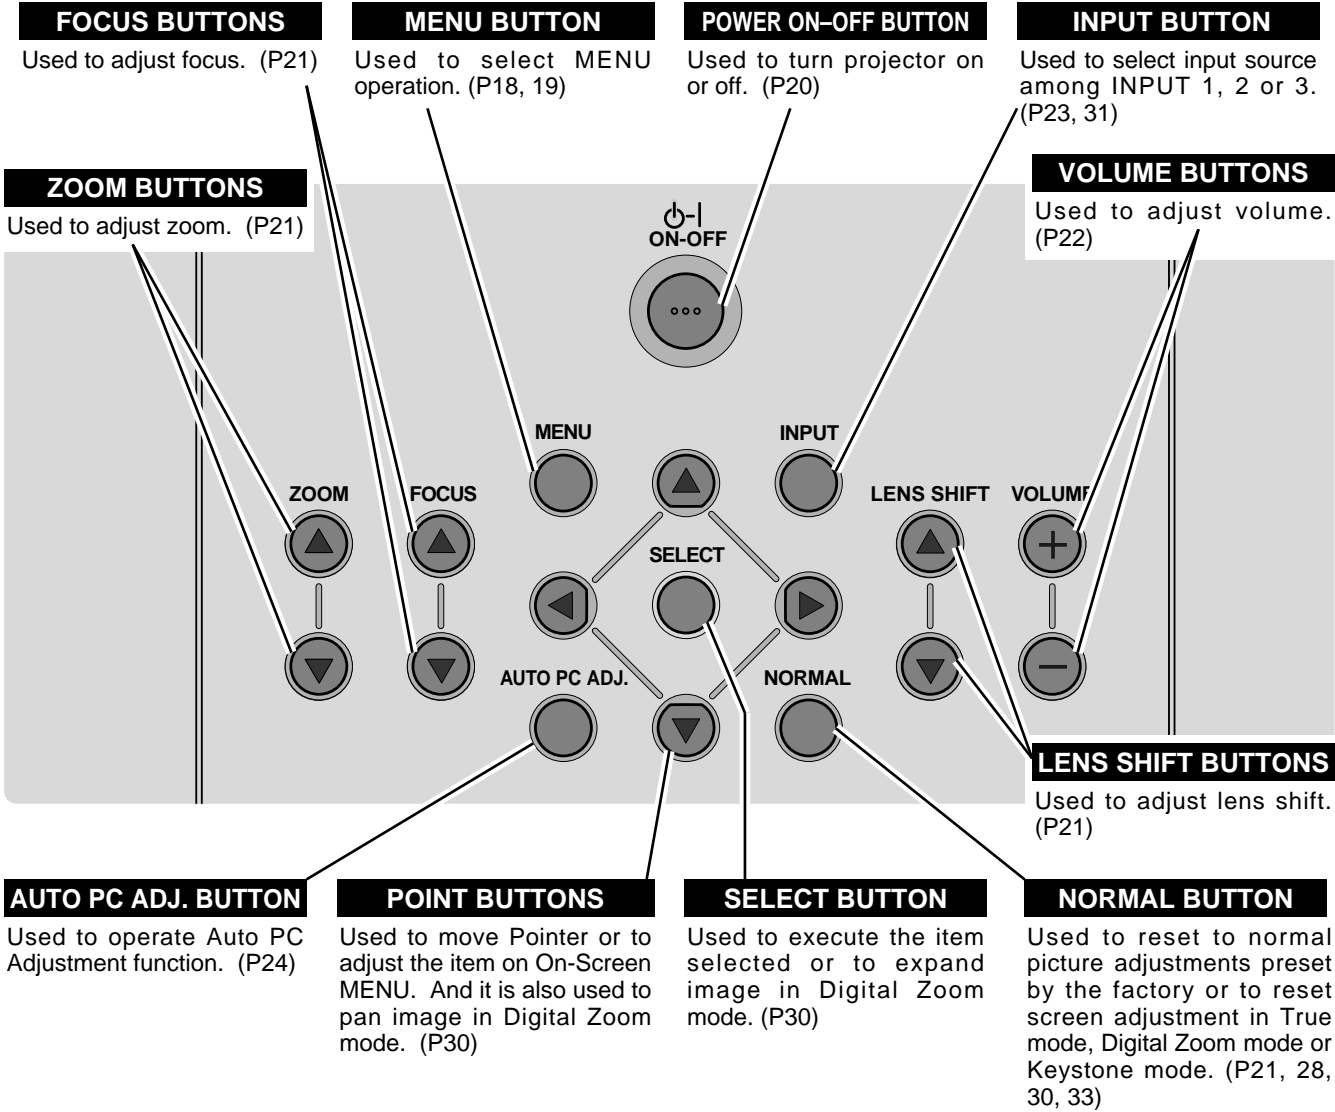 FOCUS BUTTONS
Used to adjust focus. (P21)
MENU BUTTON
Used to select MENU
operation. (P18, 19)
POWER ON–OFF BUTTON
Used to turn projector on
or off. (P20)
INPUT BUTTON
Used to select input source
among INPUT 1, 2 or 3.
(P23, 31)
ZOOM BUTTONS
Used to adjust zoom. (P21)
VOLUME BUTTONS
Used to adjust volume.
(P22)
ON-OFF
MENU
INPUT
ZOOM
FOCUS
LENS SHIFT
VOLUME
SELECT
AUTO PC ADJ.
NORMAL
LENS SHIFT BUTTONS
Used to adjust lens shift.
(P21)
AUTO PC ADJ. BUTTON
Used to operate Auto PC
Adjustment function. (P24)
POINT BUTTONS
Used to move Pointer or to
adjust the item on On-Screen
MENU. And it is also used to
pan image in Digital Zoom
mode. (P30)
SELECT BUTTON
Used to execute the item
selected or to expand
image in Digital Zoom
mode. (P30)
NORMAL BUTTON
Used to reset to normal
picture adjustments preset
by the factory or to reset
screen adjustment in True
mode, Digital Zoom mode or
Keystone mode. (P21, 28,
30, 33)